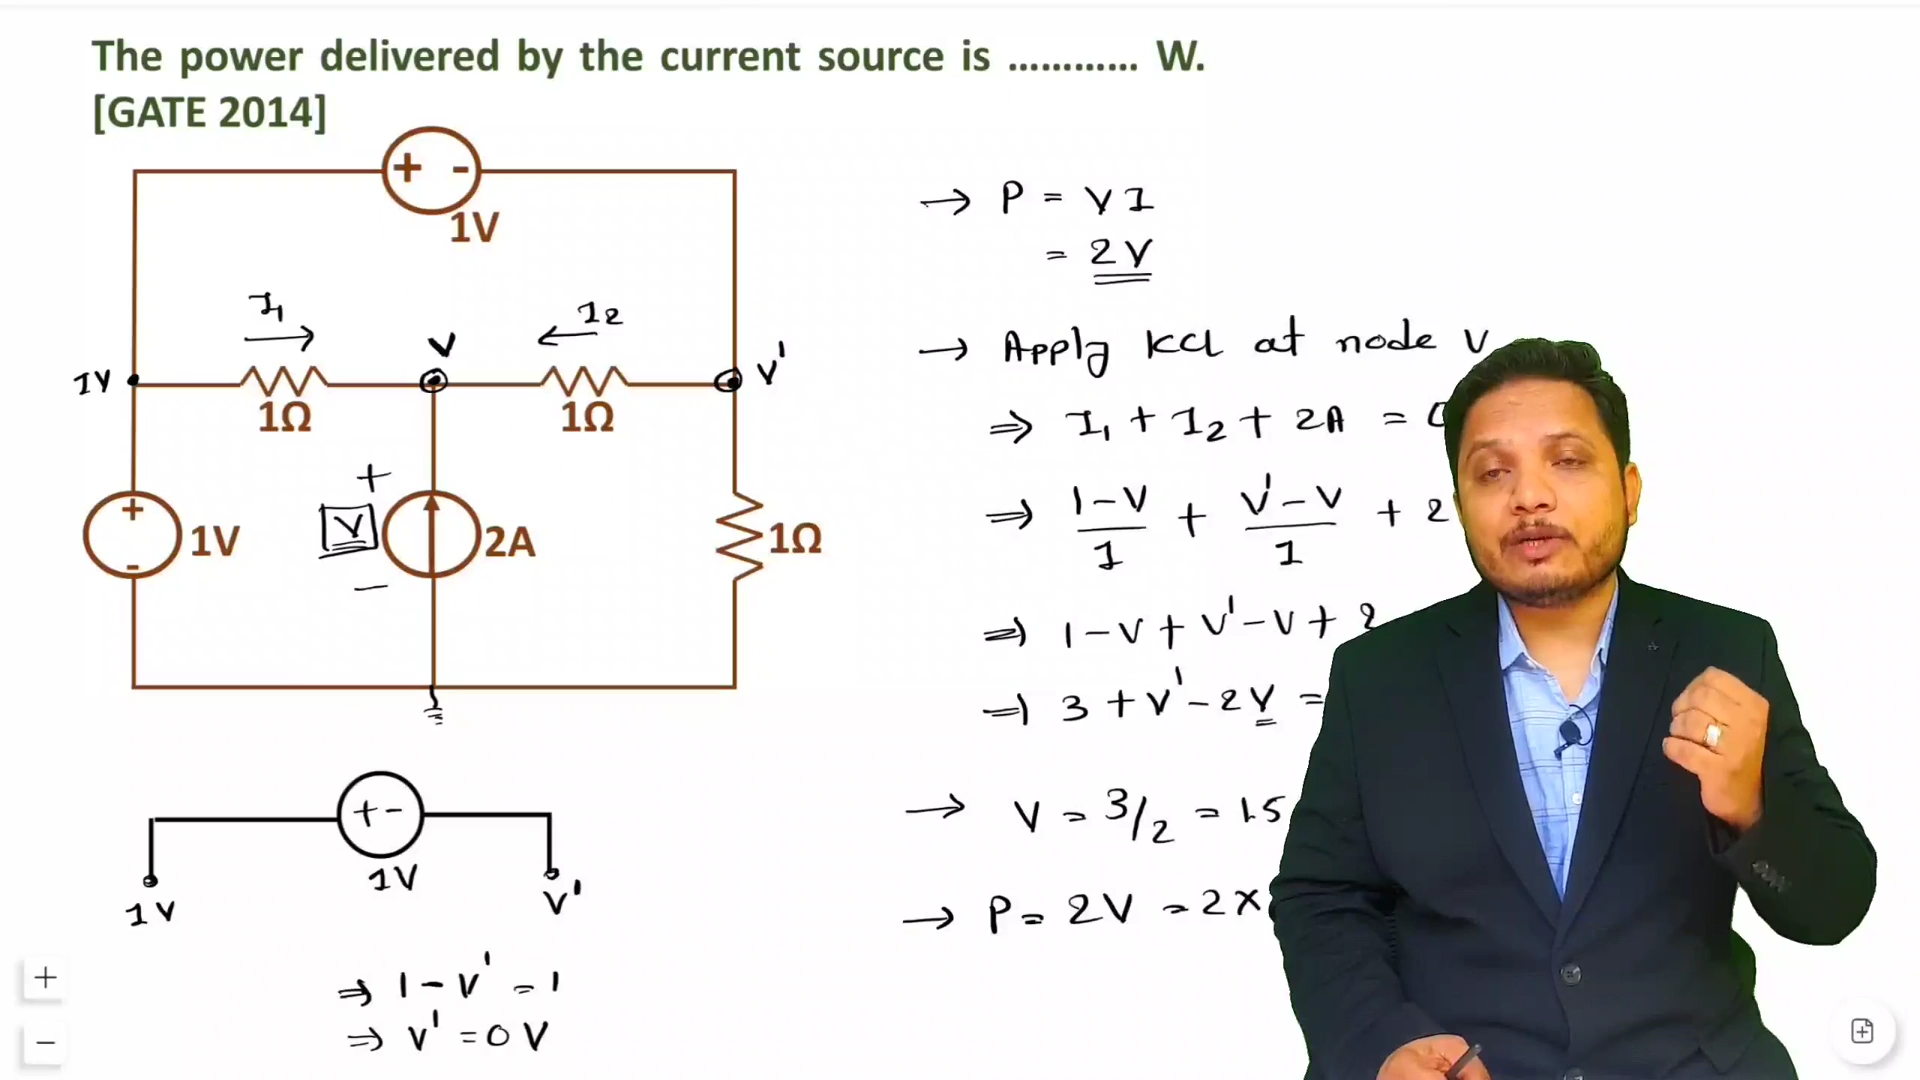 The power delivered by the current source is ............ W.
[GATE 2014]
+ -
1V
I₁
I2
V
1V
V'
1Ω
1Ω
+
+
1V
V
2A
1Ω
-
−
+ -
1V
1V
V'
⇒ 1 - V' = 1
⇒ V' = 0 V
→ P = VI
= 2V
→ Apply KCL at node V
⇒ I₁ + I₂ + 2A =
⇒ 1-V/1 + V'-V/1 + 2
⇒ 1 - V + V' - V + 2
⇒ 3 + V' - 2V =
→ V = 3/2 = 1.5
→ P = 2V = 2×